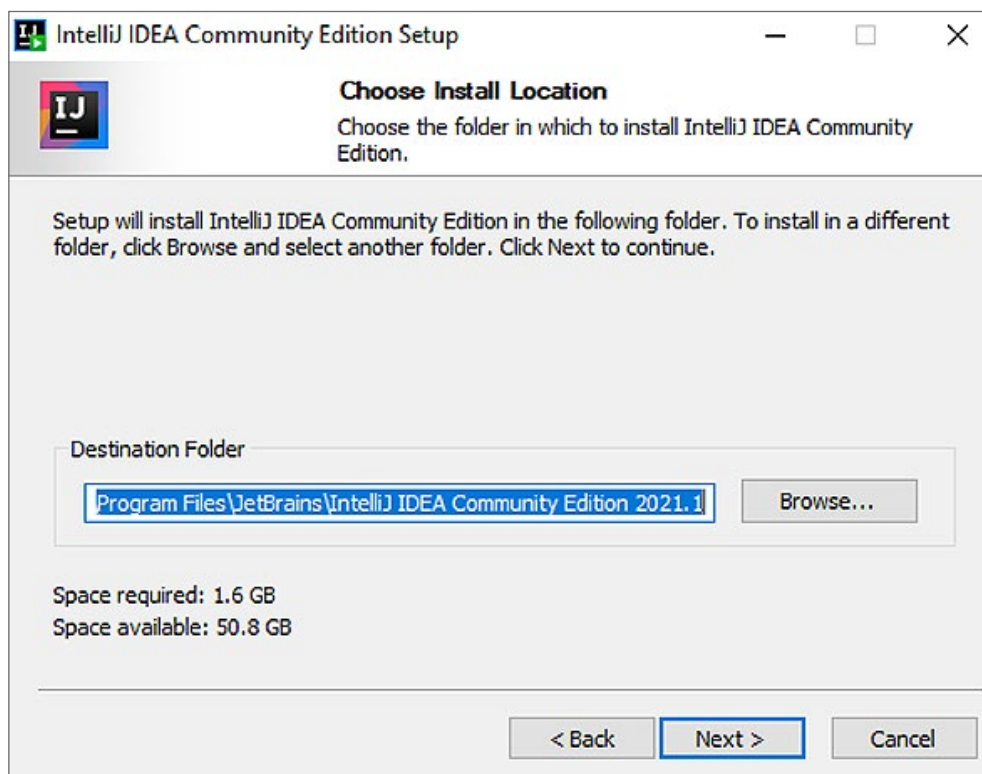 IntelliJ IDEA Community Edition Setup
IJ
Choose Install Location
Choose the folder in which to install IntelliJ IDEA Community
Edition.
Setup will install IntelliJ IDEA Community Edition in the following folder. To install in a different
folder, click Browse and select another folder. Click Next to continue.
Destination Folder
Program Files\JetBrains\IntelliJ IDEA Community Edition 2021.1
Browse...
Space required: 1.6 GB
Space available: 50.8 GB
< Back
Next >
Cancel